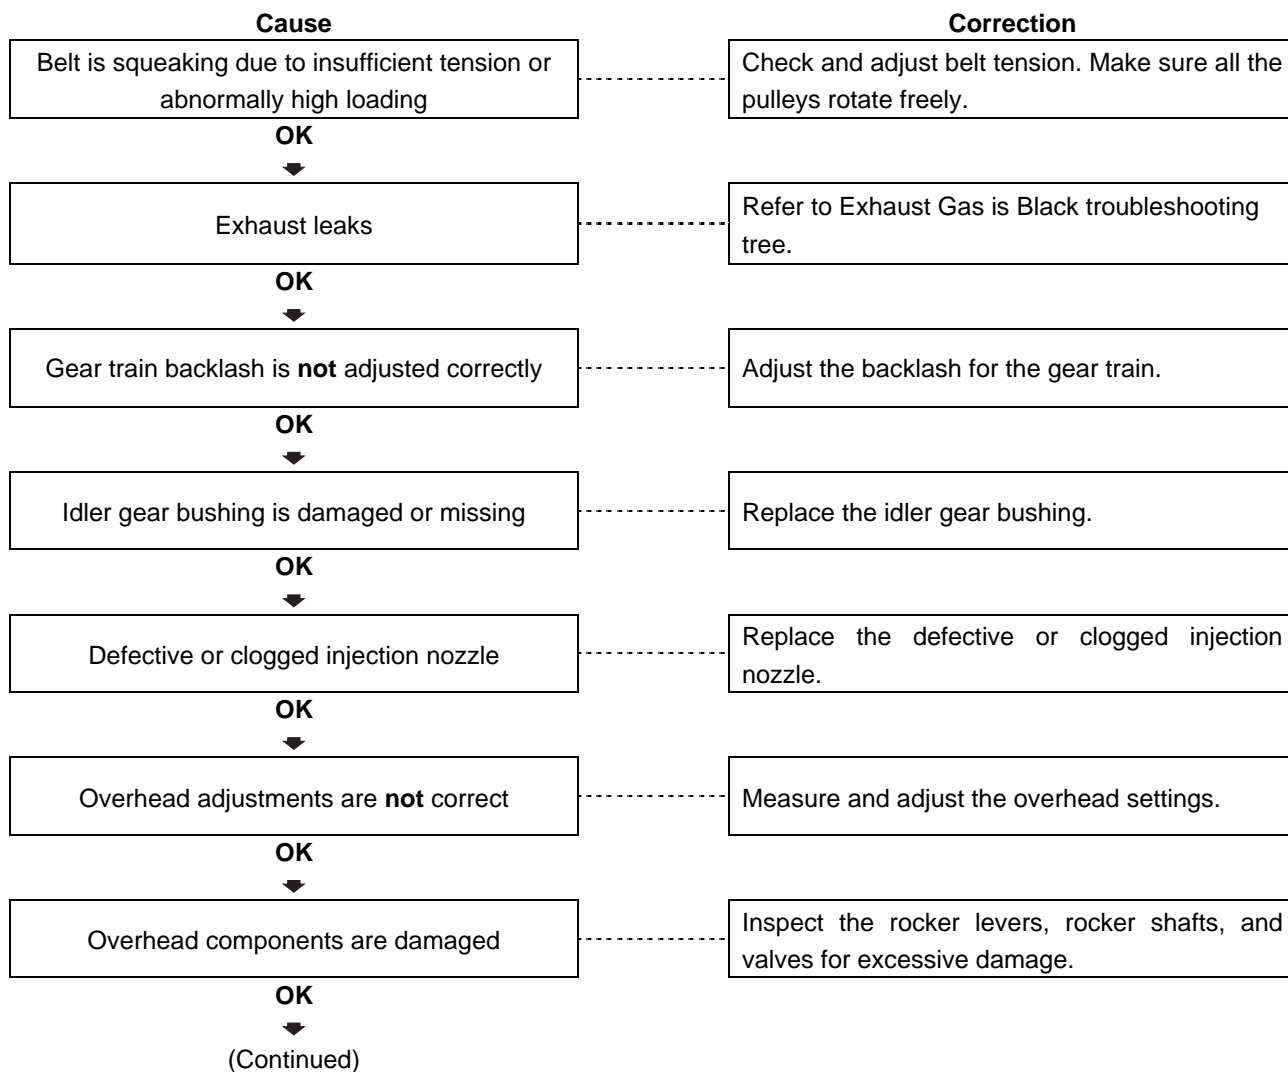 Cause
Correction
Belt is squeaking due to insufficient tension or
abnormally high loading
Check and adjust belt tension. Make sure all the
pulleys rotate freely.
OK
Exhaust leaks
Refer to Exhaust Gas is Black troubleshooting
tree.
OK
Gear train backlash is not adjusted correctly
Adjust the backlash for the gear train.
OK
Idler gear bushing is damaged or missing
Replace the idler gear bushing.
OK
Defective or clogged injection nozzle
Replace the defective or clogged injection
nozzle.
OK
Overhead adjustments are not correct
Measure and adjust the overhead settings.
OK
Overhead components are damaged
Inspect the rocker levers, rocker shafts, and
valves for excessive damage.
OK
(Continued)